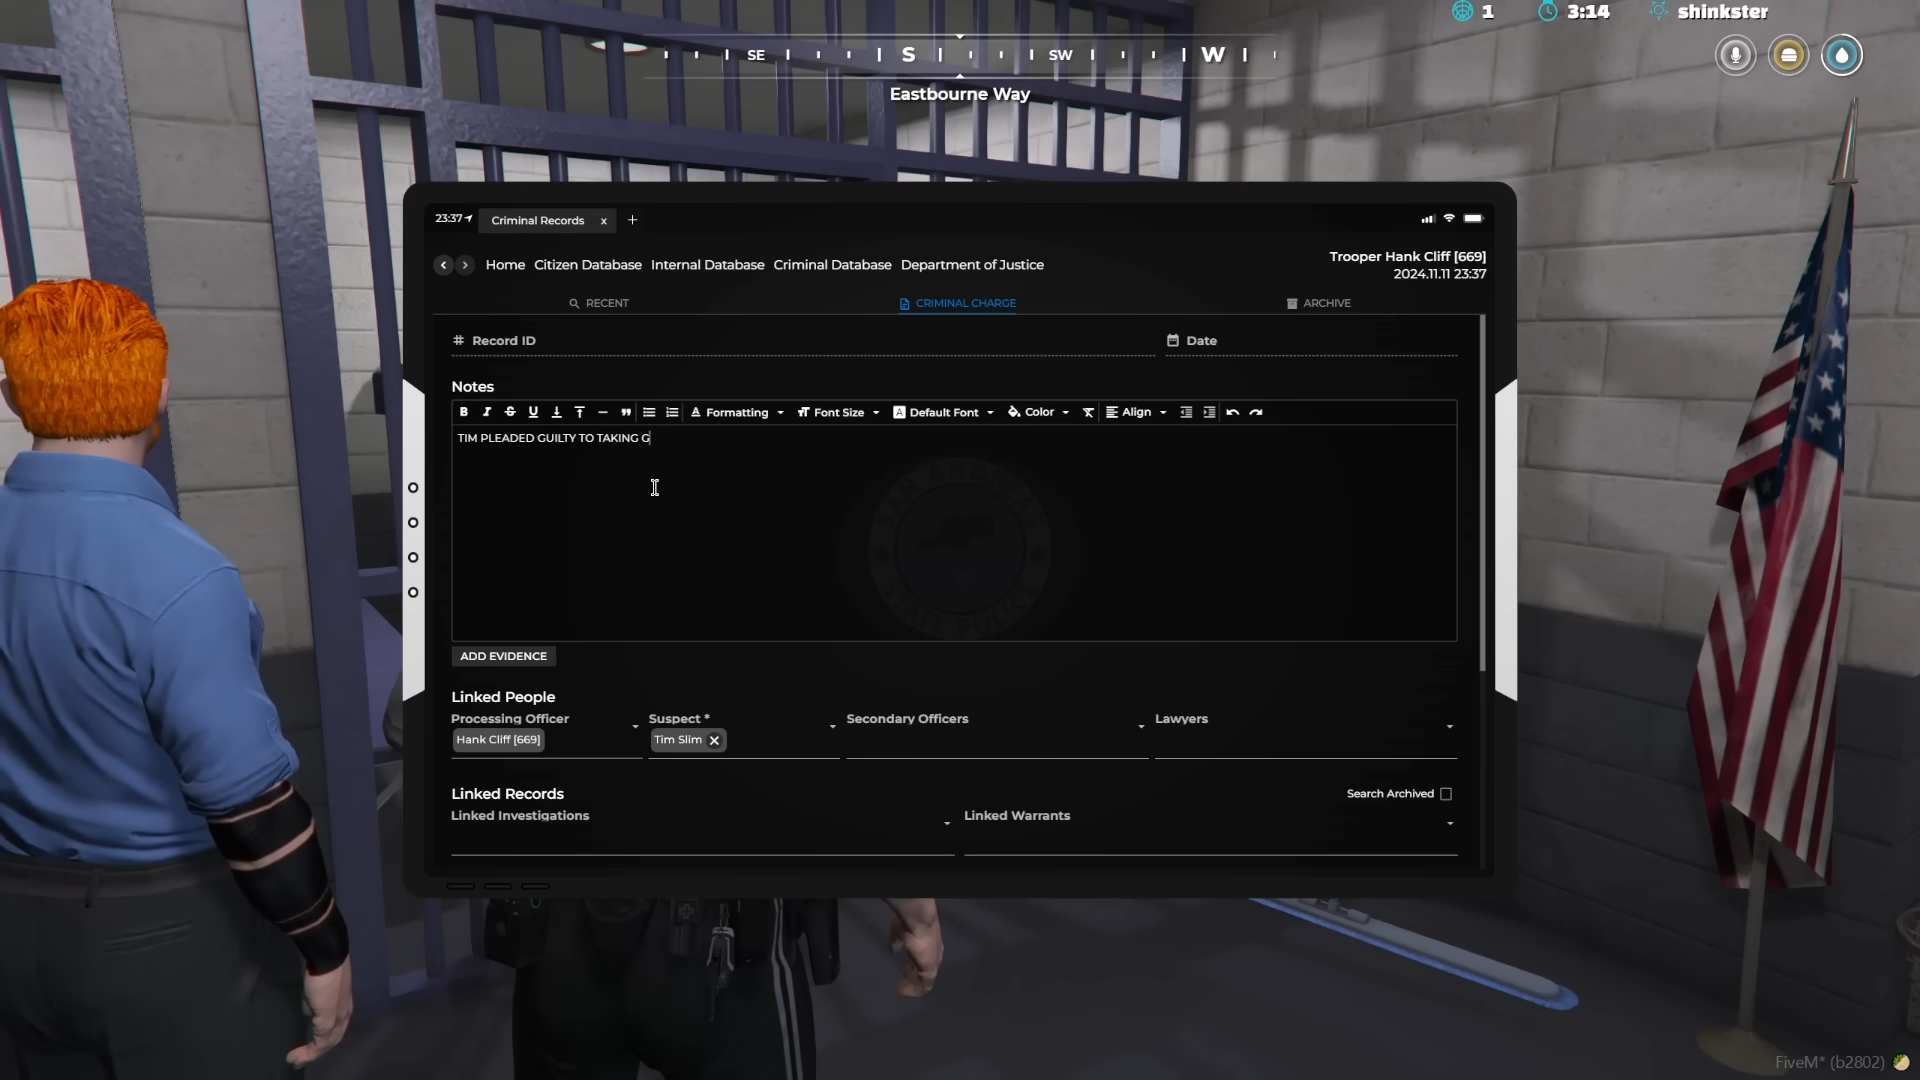 1
3:14
shinkster
SE
S
SW
W
Eastbourne Way
23:37
Criminal Records x +
Home Citizen Database Internal Database Criminal Database Department of Justice
Trooper Hank Cliff [669]
2024.11.11 23:37
RECENT
CRIMINAL CHARGE
ARCHIVE
# Record ID
Date
Notes
B I S U Formatting Font Size A Default Font Color Align
TIM PLEADED GUILTY TO TAKING G
SAN ANDREAS
STATE POLICE
ADD EVIDENCE
Linked People
Processing Officer Suspect * Secondary Officers Lawyers
Hank Cliff [669] Tim Slim
Linked Records
Search Archived
Linked Investigations Linked Warrants
FiveM* (b2802)